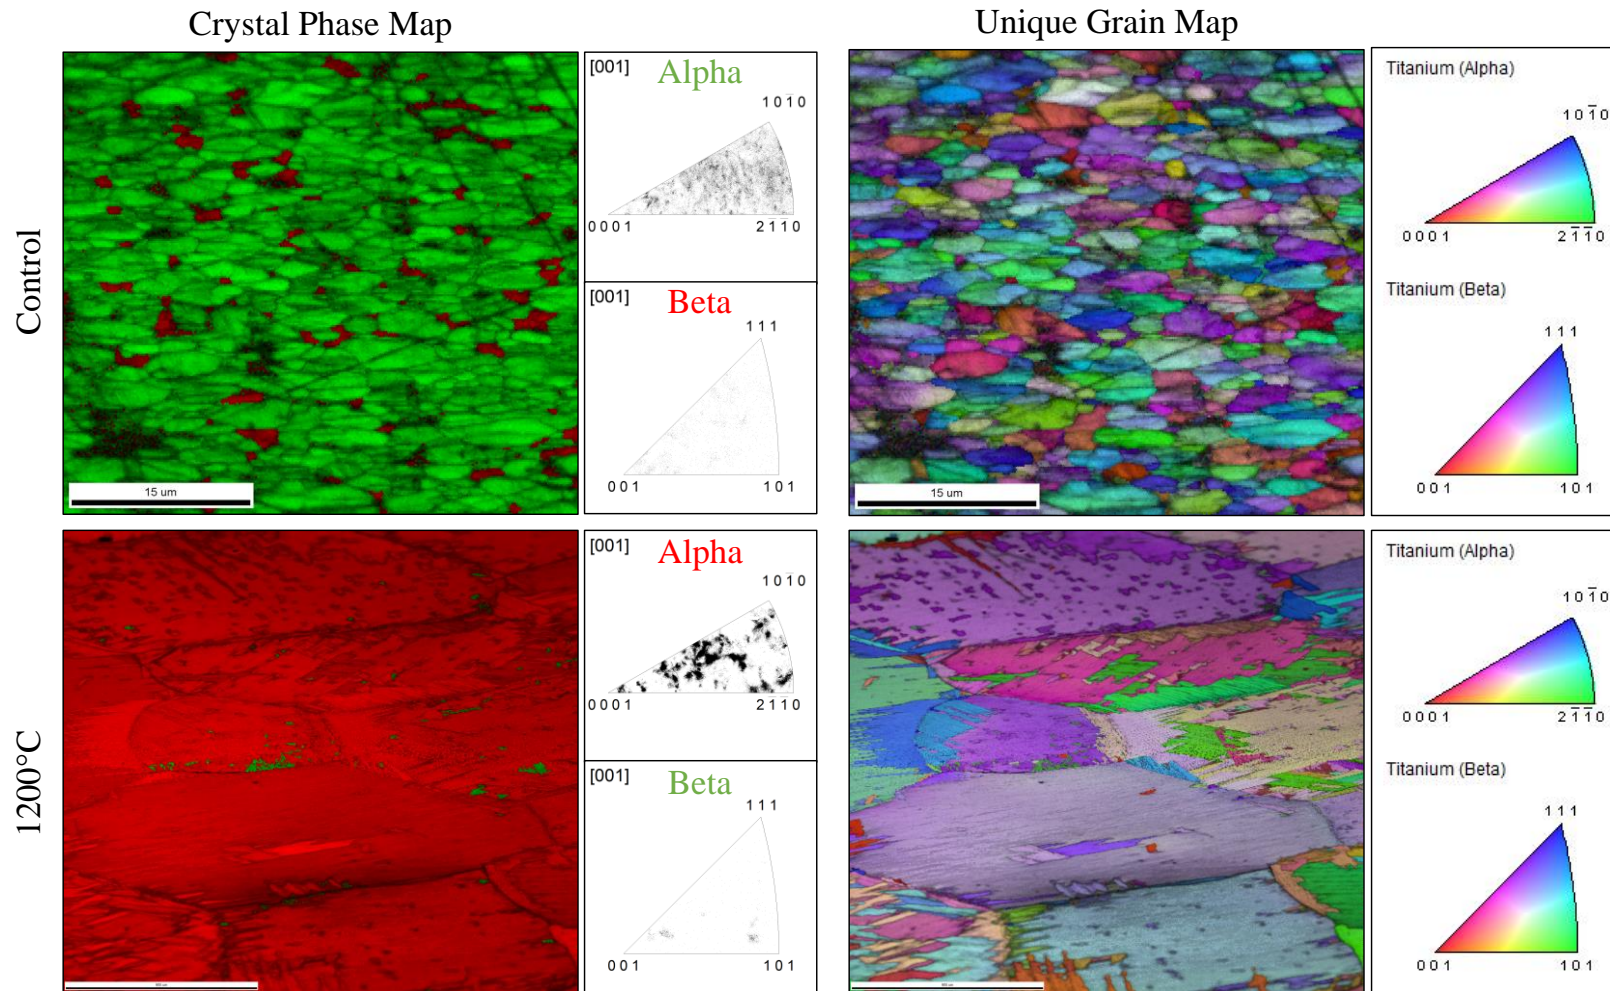 Crystal Phase Map
Unique Grain Map
Control
[001]
Alpha
1 0 1̄ 0
0 0 0 1
2 1̄ 1̄ 0
[001]
Beta
1 1 1
0 0 1
1 0 1
15 um
15 um
Titanium (Alpha)
1 0 1̄ 0
0 0 0 1
2 1̄ 1̄ 0
Titanium (Beta)
1 1 1
0 0 1
1 0 1
1200°C
[001]
Alpha
1 0 1̄ 0
0 0 0 1
2 1̄ 1̄ 0
[001]
Beta
1 1 1
0 0 1
1 0 1
Titanium (Alpha)
1 0 1̄ 0
0 0 0 1
2 1̄ 1̄ 0
Titanium (Beta)
1 1 1
0 0 1
1 0 1